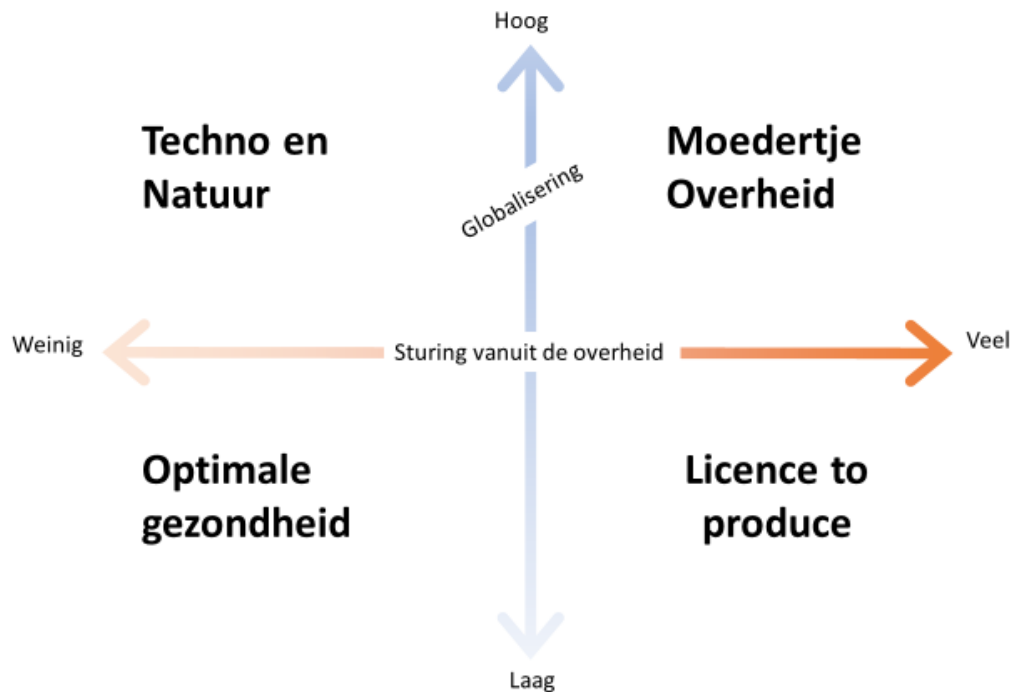 Hoog
Techno en
Natuur
Moedertje
Overheid
Globalisering
Weinig
Sturing vanuit de overheid
Veel
Optimale
gezondheid
Licence to
produce
Laag